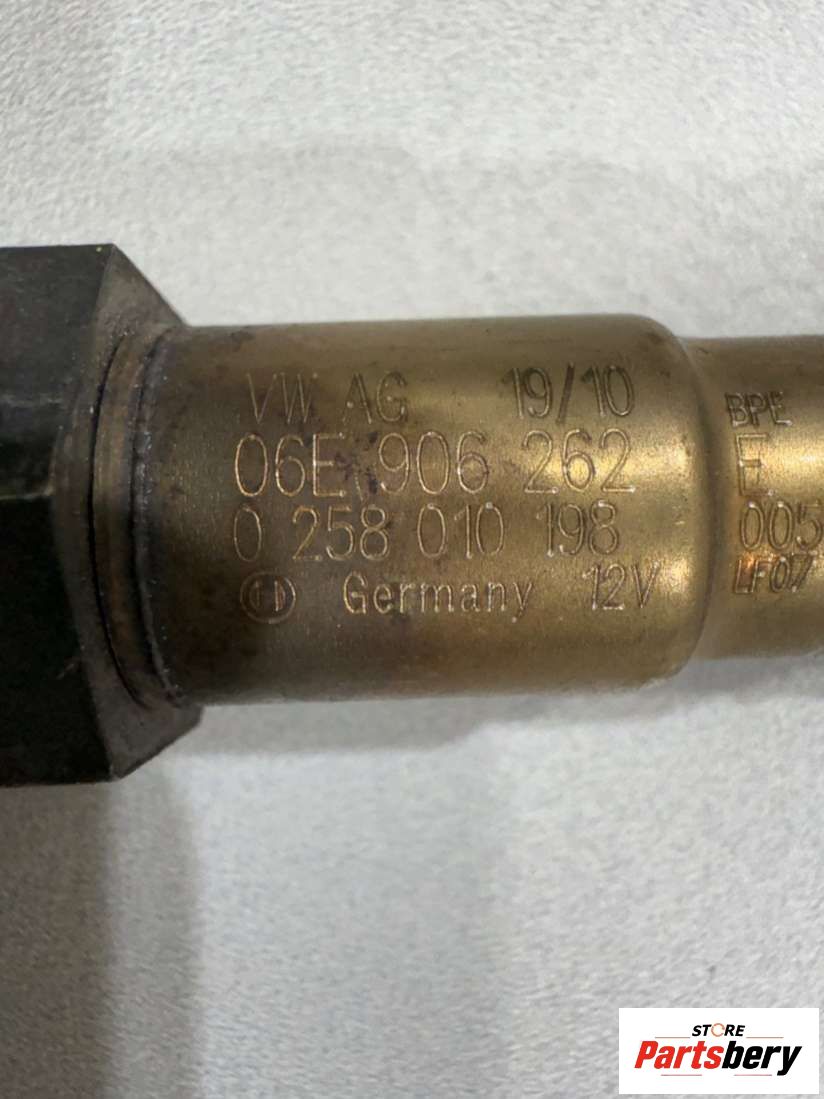 VW AG 19/10
06E 906 262
0 258 010 198
Germany 12V
BPE
E
005
LF07
STORE
Partsbery